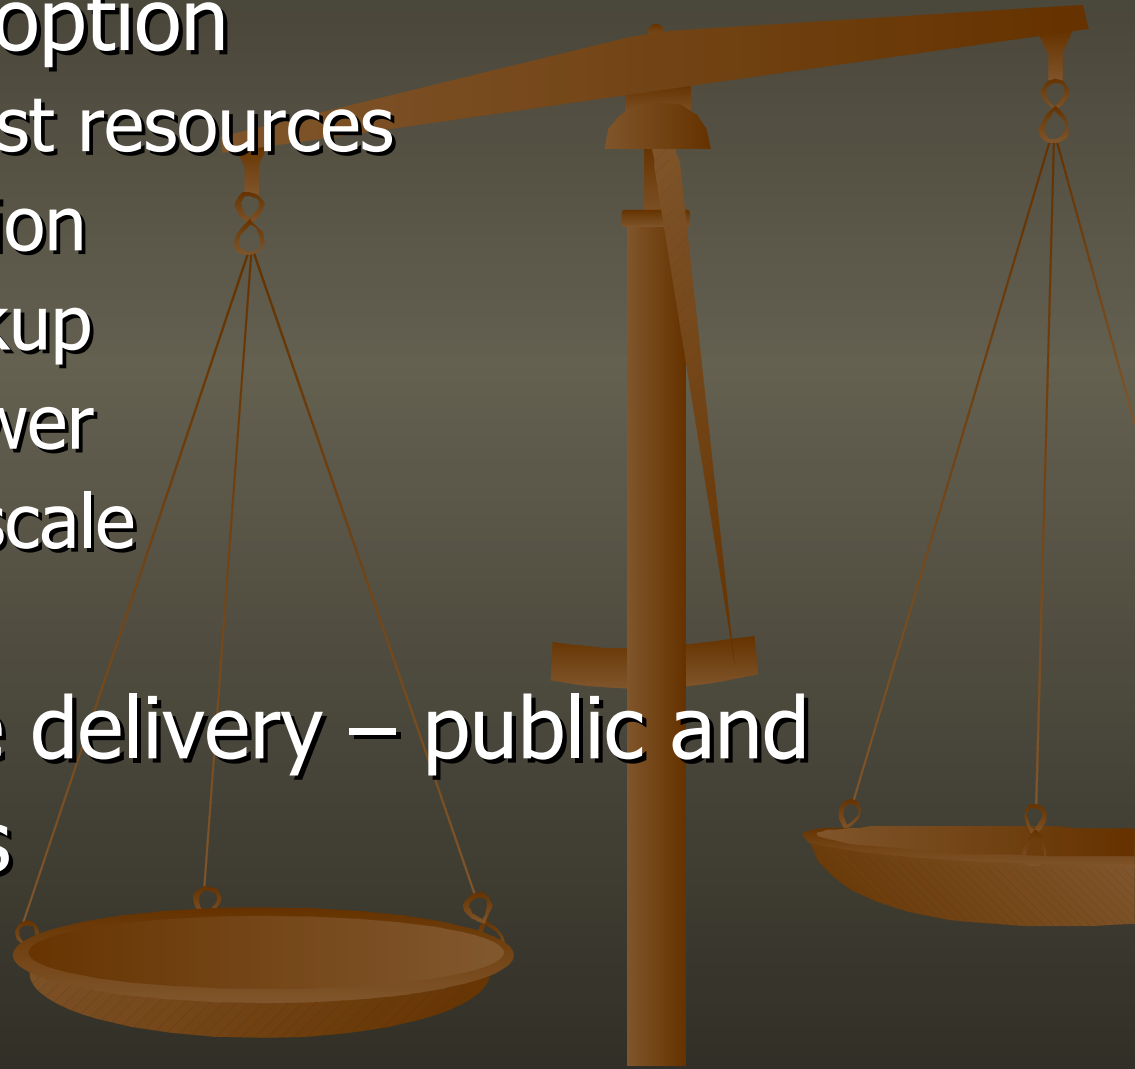 option
st resources
ion
kup
wer
scale
e delivery – public and
s